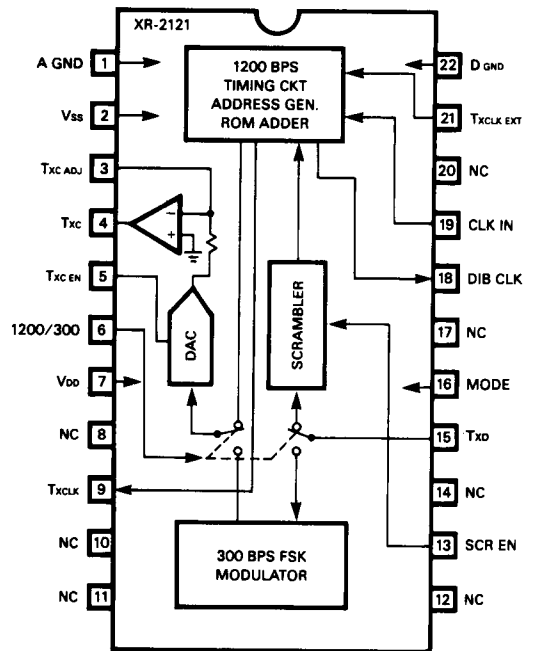 XR-2121
A GND 1
VSS 2
TXC ADJ 3
TXC 4
TXC EN 5
1200/300 6
VDD 7
NC 8
TXCLK 9
NC 10
NC 11
1200 BPS
TIMING CKT
ADDRESS GEN.
ROM ADDER
-
+
DAC
SCRAMBLER
300 BPS FSK
MODULATOR
22 D GND
21 TXCLK EXT
20 NC
19 CLK IN
18 DIB CLK
17 NC
16 MODE
15 TXD
14 NC
13 SCR EN
12 NC